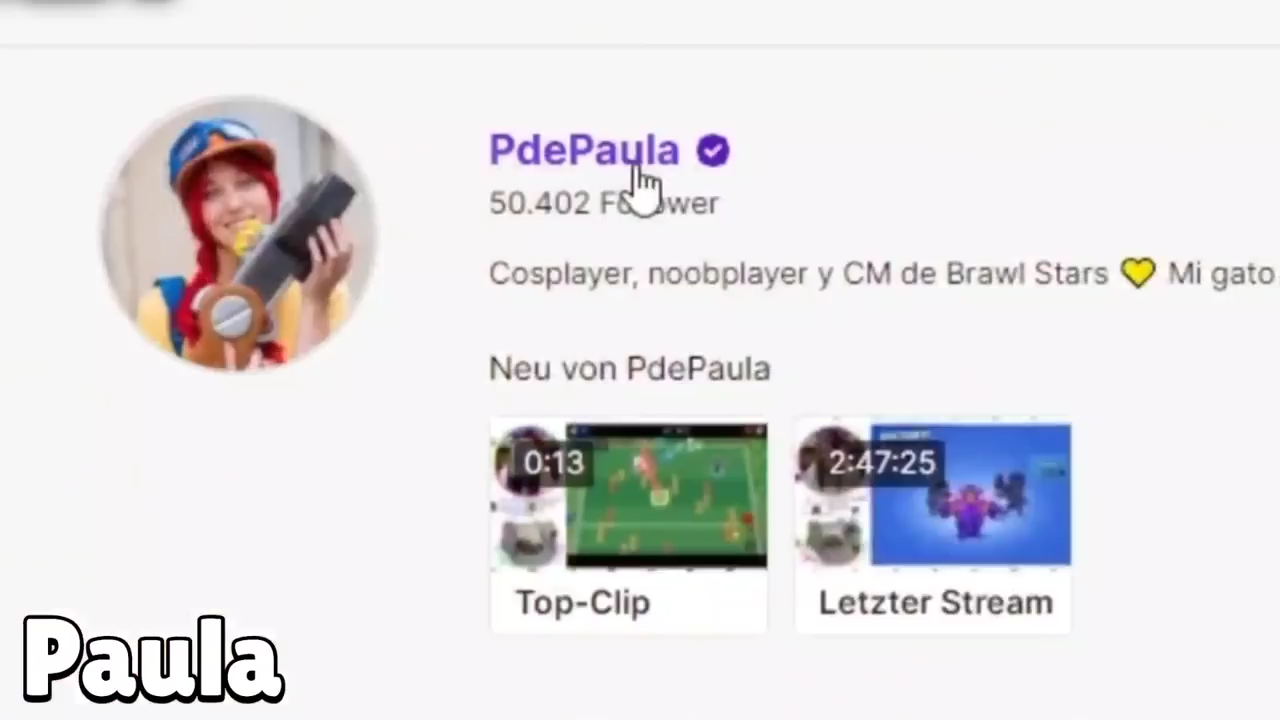 PdePaula
50.402 Follower
Cosplayer, noobplayer y CM de Brawl Stars 💛 Mi gato
Neu von PdePaula
0:13
2:47:25
Top-Clip
Letzter Stream
Paula